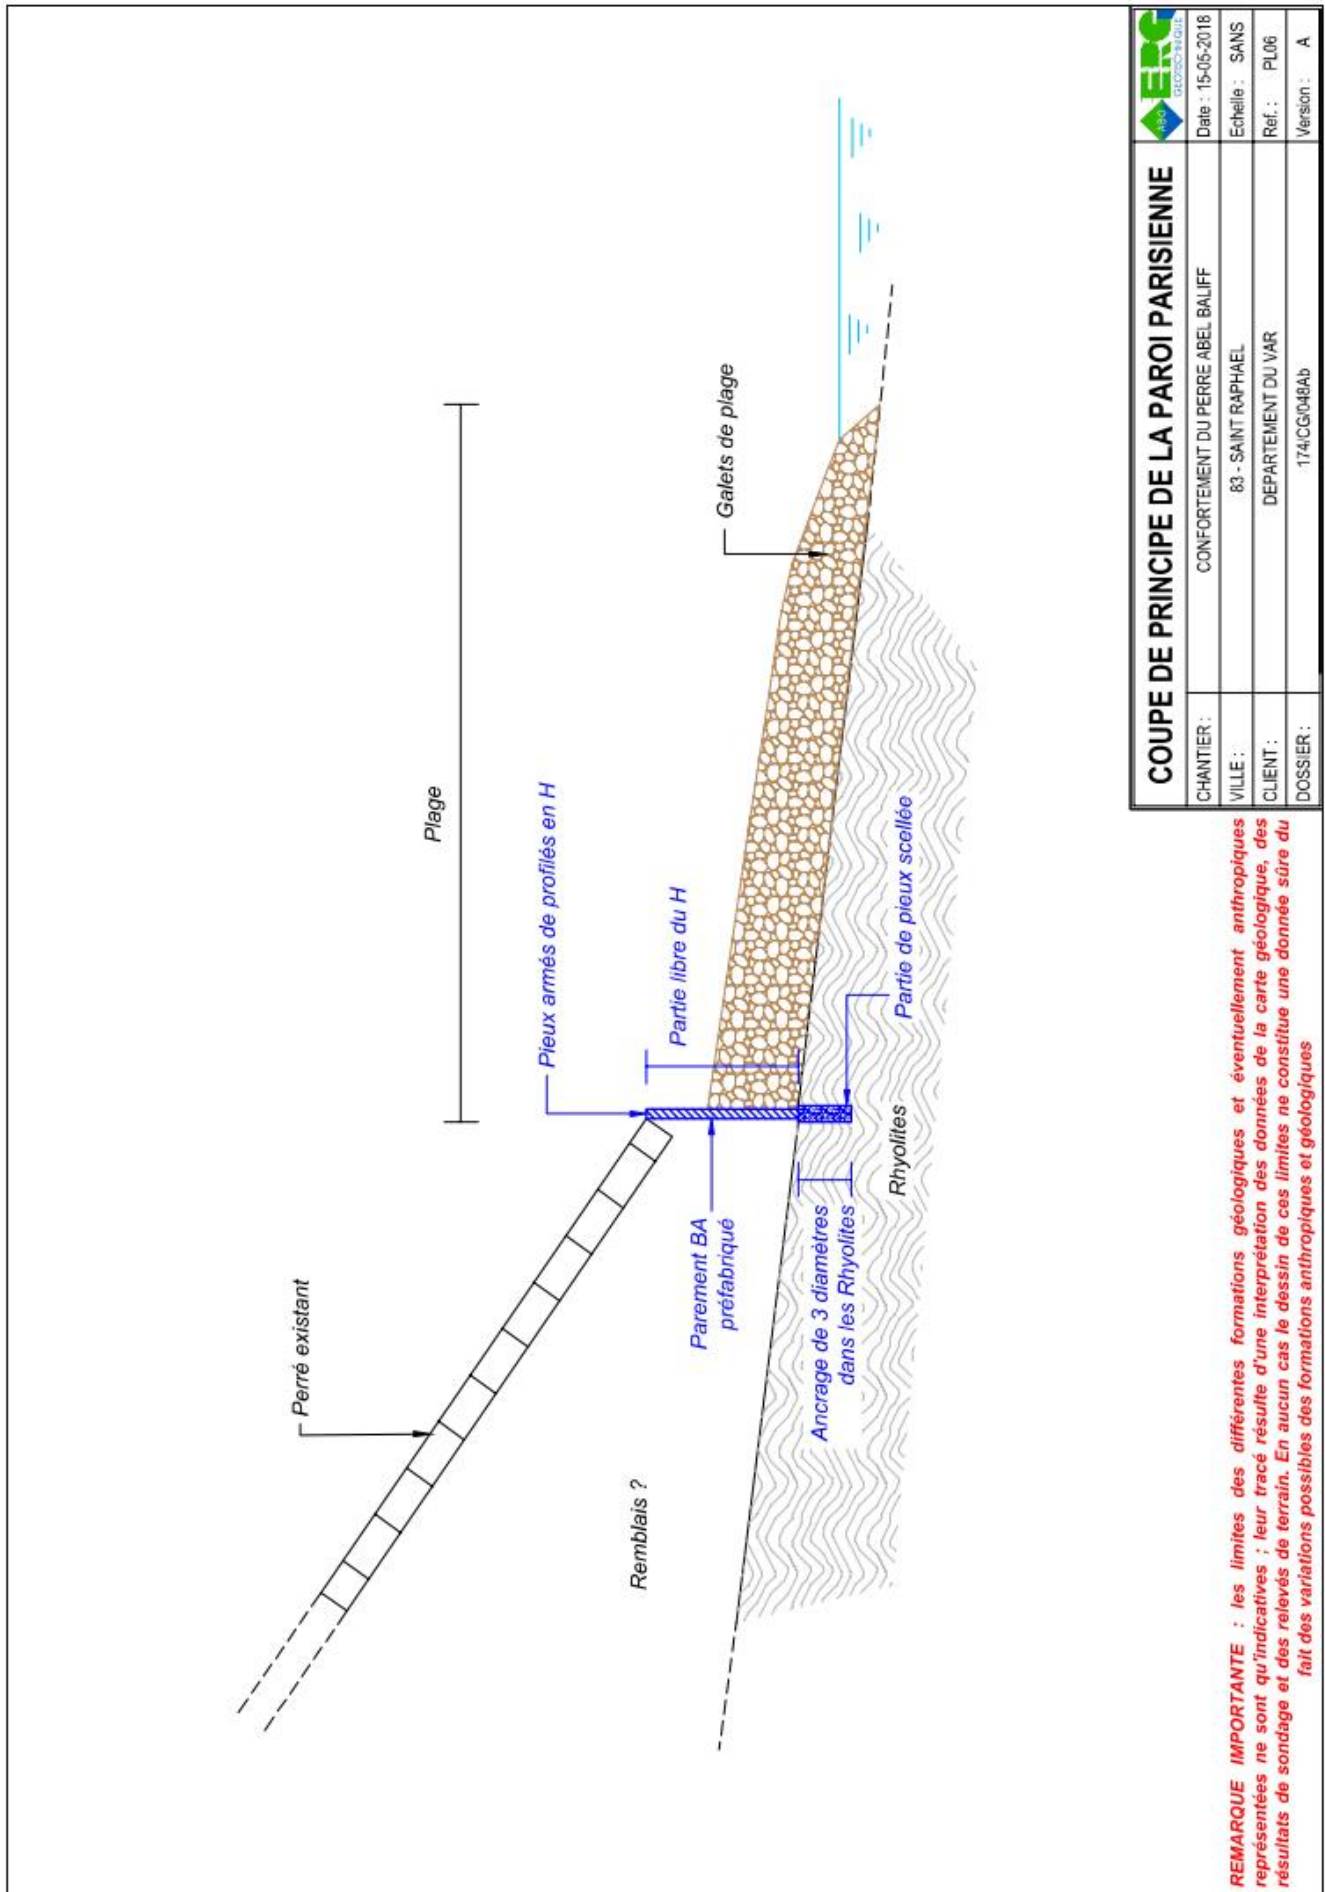 Plage
Perré existant
Pieux armés de profilés en H
Partie libre du H
Galets de plage
Remblais ?
Parement BA
préfabriqué
Ancrage de 3 diamètres
dans les Rhyolites
Rhyolites
Partie de pieux scellée
REMARQUE IMPORTANTE : les limites des différentes formations géologiques et éventuellement anthropiques
représentées ne sont qu'indicatives ; leur tracé résulte d'une interprétation des données de la carte géologique, des
résultats de sondage et des relevés de terrain. En aucun cas le dessin de ces limites ne constitue une donnée sûre du
fait des variations possibles des formations anthropiques et géologiques
COUPE DE PRINCIPE DE LA PAROI PARISIENNE
ABO ERG
GEOTECHNIQUE
CHANTIER : CONFORTEMENT DU PERRE ABEL BALIFF Date : 15-05-2018
VILLE : 83 - SAINT RAPHAEL Echelle : SANS
CLIENT : DEPARTEMENT DU VAR Ref. : PL06
DOSSIER : 174/CG/048Ab Version : A